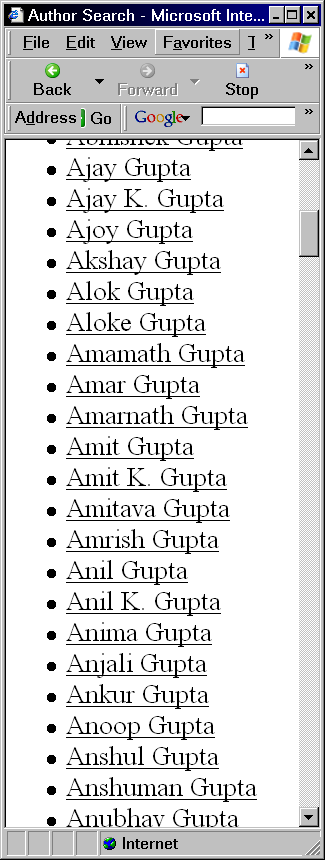 Author Search - Microsoft Inte...
File Edit View Favorites T »
Back Forward Stop »
Address Go Google »
Abhishek Gupta
Ajay Gupta
Ajay K. Gupta
Ajoy Gupta
Akshay Gupta
Alok Gupta
Aloke Gupta
Amamath Gupta
Amar Gupta
Amarnath Gupta
Amit Gupta
Amit K. Gupta
Amitava Gupta
Amrish Gupta
Anil Gupta
Anil K. Gupta
Anima Gupta
Anjali Gupta
Ankur Gupta
Anoop Gupta
Anshul Gupta
Anshuman Gupta
Anubhav Gupta
Internet